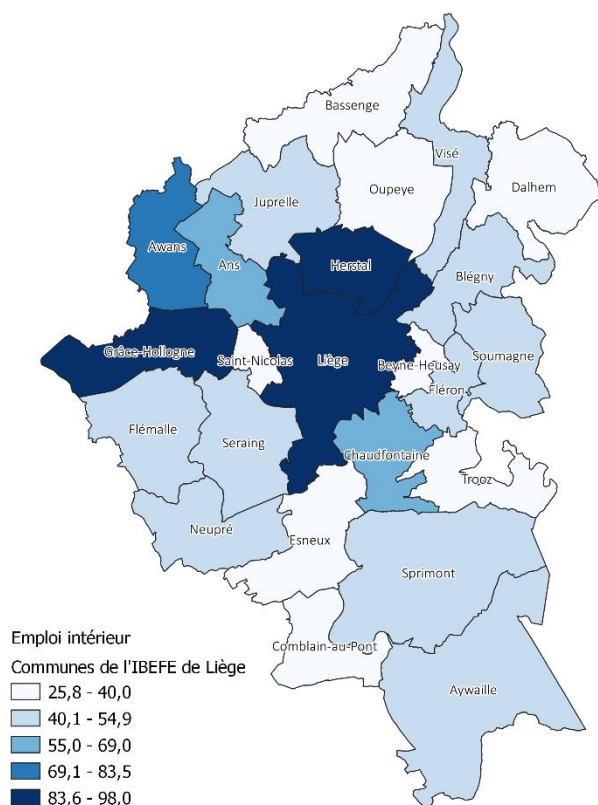 Bassenge
Visé
Oupeye
Dalhem
Juprelle
Awans
Ans
Herstal
Blégny
Grâce-Hollogne
Saint-Nicolas
Liège
Beyne-Heusay
Soumagne
Fléron
Flémalle
Seraing
Chaudfontaine
Trooz
Neupré
Esneux
Sprimont
Comblain-au-Pont
Aywaille
Emploi intérieur
Communes de l'IBEFE de Liège
25,8 - 40,0
40,1 - 54,9
55,0 - 69,0
69,1 - 83,5
83,6 - 98,0